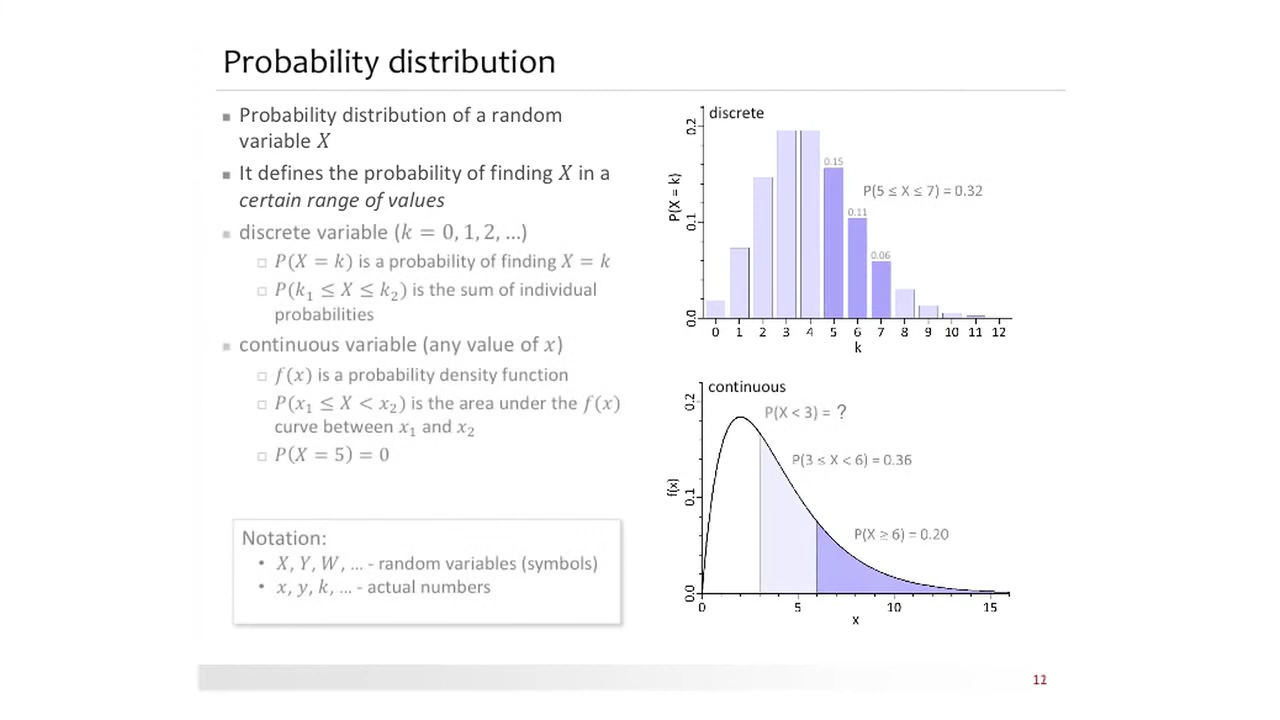 Probability distribution
▪ Probability distribution of a random
variable X
▪ It defines the probability of finding X in a
certain range of values
▪ discrete variable (k = 0, 1, 2, ...)
□ P(X = k) is a probability of finding X = k
□ P(k₁ ≤ X ≤ k₂) is the sum of individual
probabilities
▪ continuous variable (any value of x)
□ f(x) is a probability density function
□ P(x₁ ≤ X < x₂) is the area under the f(x)
curve between x₁ and x₂
□ P(X = 5) = 0
Notation:
• X, Y, W, ... - random variables (symbols)
• x, y, k, ... - actual numbers
discrete
P(X = k)
0.2
0.1
0.0
0.15
0.11
0.06
P(5 ≤ X ≤ 7) = 0.32
0 1 2 3 4 5 6 7 8 9 10 11 12
k
continuous
f(x)
0.2
0.1
0.0
P(X < 3) = ?
P(3 ≤ X < 6) = 0.36
P(X ≥ 6) = 0.20
0 5 10 15
x